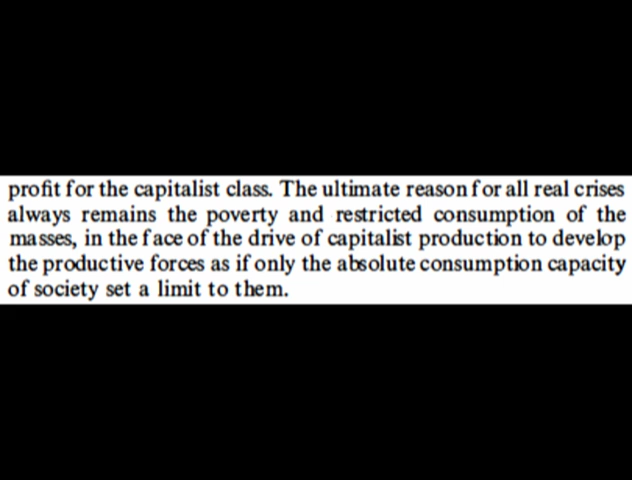 profit for the capitalist class. The ultimate reason for all real crises
always remains the poverty and restricted consumption of the
masses, in the face of the drive of capitalist production to develop
the productive forces as if only the absolute consumption capacity
of society set a limit to them.